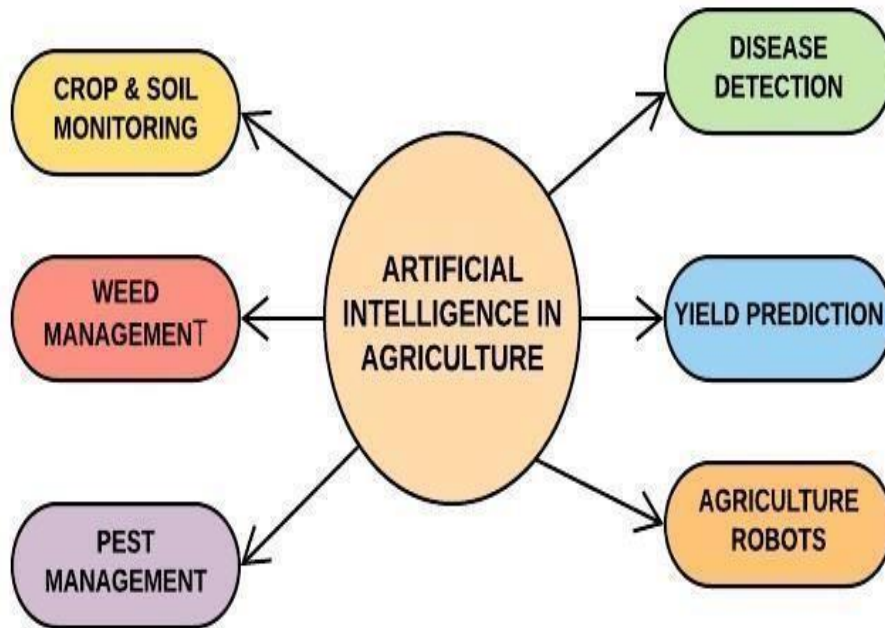 CROP & SOIL
MONITORING
DISEASE
DETECTION
ARTIFICIAL
INTELLIGENCE IN
AGRICULTURE
WEED
MANAGEMENT
YIELD PREDICTION
PEST
MANAGEMENT
AGRICULTURE
ROBOTS